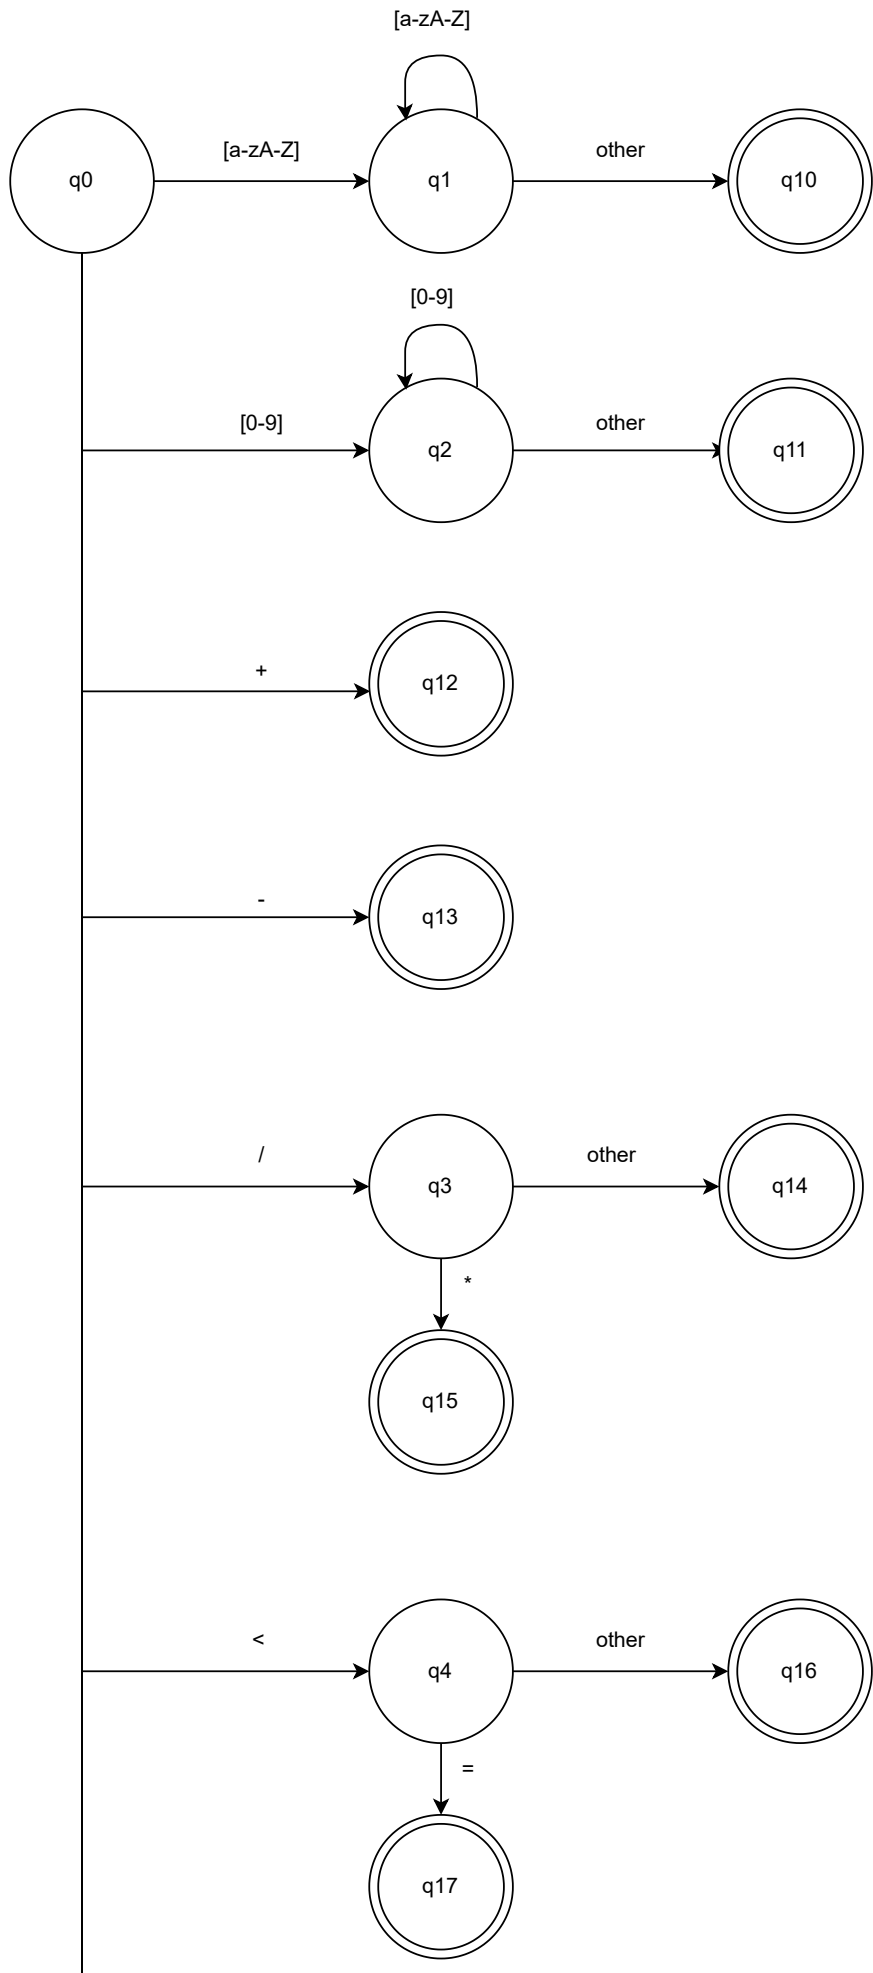 [a-zA-Z]
q0
[a-zA-Z]
q1
other
q10
[0-9]
[0-9]
q2
other
q11
+
q12
-
q13
/
q3
other
q14
*
q15
<
q4
other
q16
=
q17